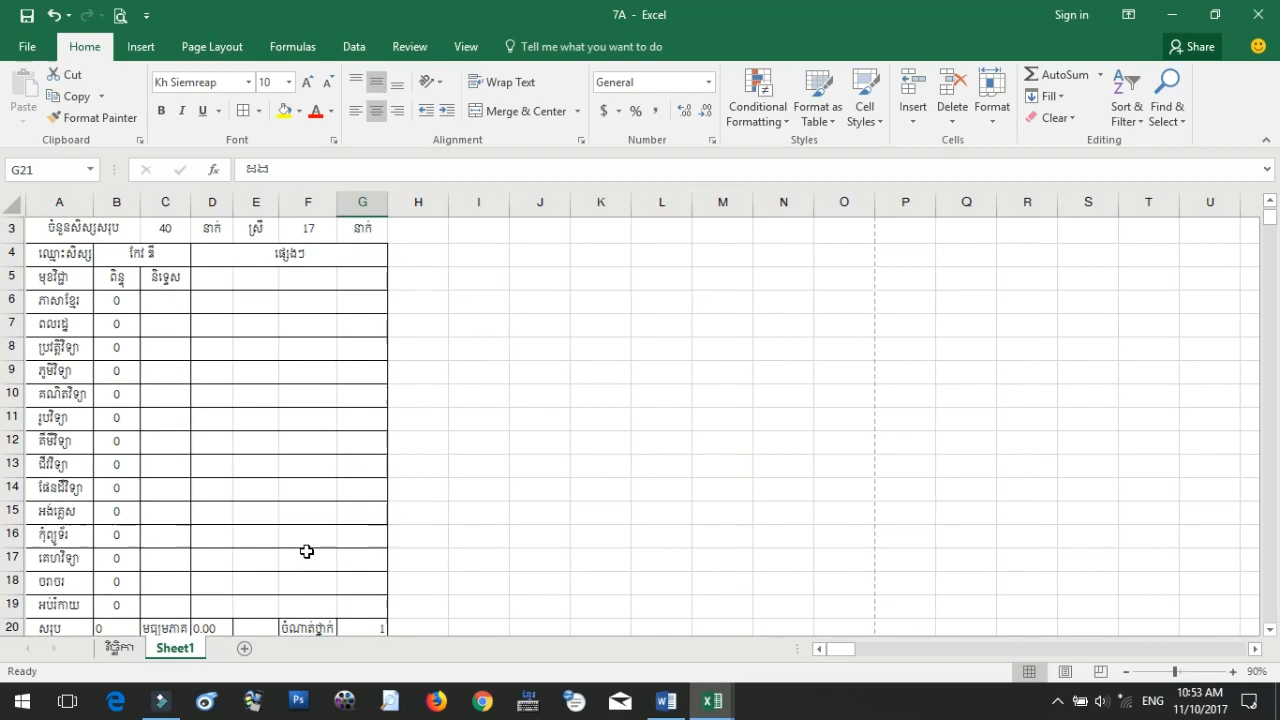 7A - Excel
Sign in
File Home Insert Page Layout Formulas Data Review View Tell me what you want to do Share
Paste Cut Copy Format Painter
Kh Siemreap 10
B I U A
Wrap Text
Merge & Center
General
$ % ,
Conditional Formatting
Format as Table
Cell Styles
Insert Delete Format
AutoSum Fill Clear
Sort & Filter
Find & Select
Clipboard Font Alignment Number Styles Cells Editing
G21 fx ដង
A B C D E F G H I J K L M N O P Q R S T U
3 ចំនួនសិស្សសរុប 40 នាក់ ស្រី 17 នាក់
4 ឈ្មោះសិស្ស កែវ ឌី ផ្សេងៗ
5 មុខវិជ្ជា ពិន្ទុ និទ្ទេស
6 ភាសាខ្មែរ 0
7 ពលរដ្ឋ 0
8 ប្រវត្តិវិទ្យា 0
9 ភូមិវិទ្យា 0
10 គណិតវិទ្យា 0
11 រូបវិទ្យា 0
12 គីមីវិទ្យា 0
13 ជីវវិទ្យា 0
14 ផែនដីវិទ្យា 0
15 អង់គ្លេស 0
16 កុំព្យូទ័រ 0
17 គេហវិទ្យា 0
18 ចរាចរ 0
19 អប់រំកាយ 0
20 សរុប 0 មធ្យមភាគ 0.00 ចំណាត់ថ្នាក់ 1
វិច្ឆិកា Sheet1
Ready 90%
ENG 10:53 AM
11/10/2017